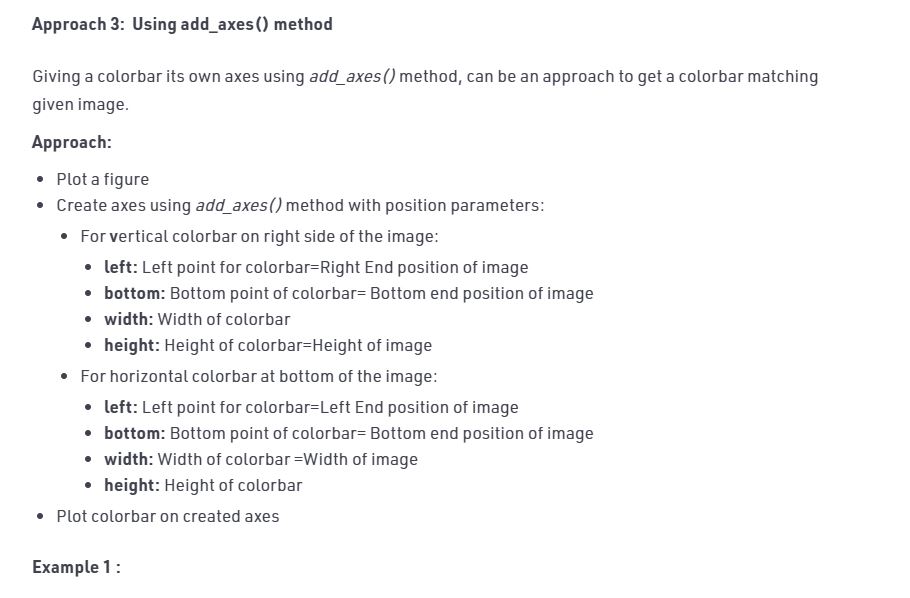 Approach 3:  Using add_axes() method
Giving a colorbar its own axes using add_axes() method, can be an approach to get a colorbar matching
given image.
Approach:
• Plot a figure
• Create axes using add_axes() method with position parameters:
• For vertical colorbar on right side of the image:
• left: Left point for colorbar=Right End position of image
• bottom: Bottom point of colorbar= Bottom end position of image
• width: Width of colorbar
• height: Height of colorbar=Height of image
• For horizontal colorbar at bottom of the image:
• left: Left point for colorbar=Left End position of image
• bottom: Bottom point of colorbar= Bottom end position of image
• width: Width of colorbar =Width of image
• height: Height of colorbar
• Plot colorbar on created axes
Example 1 :